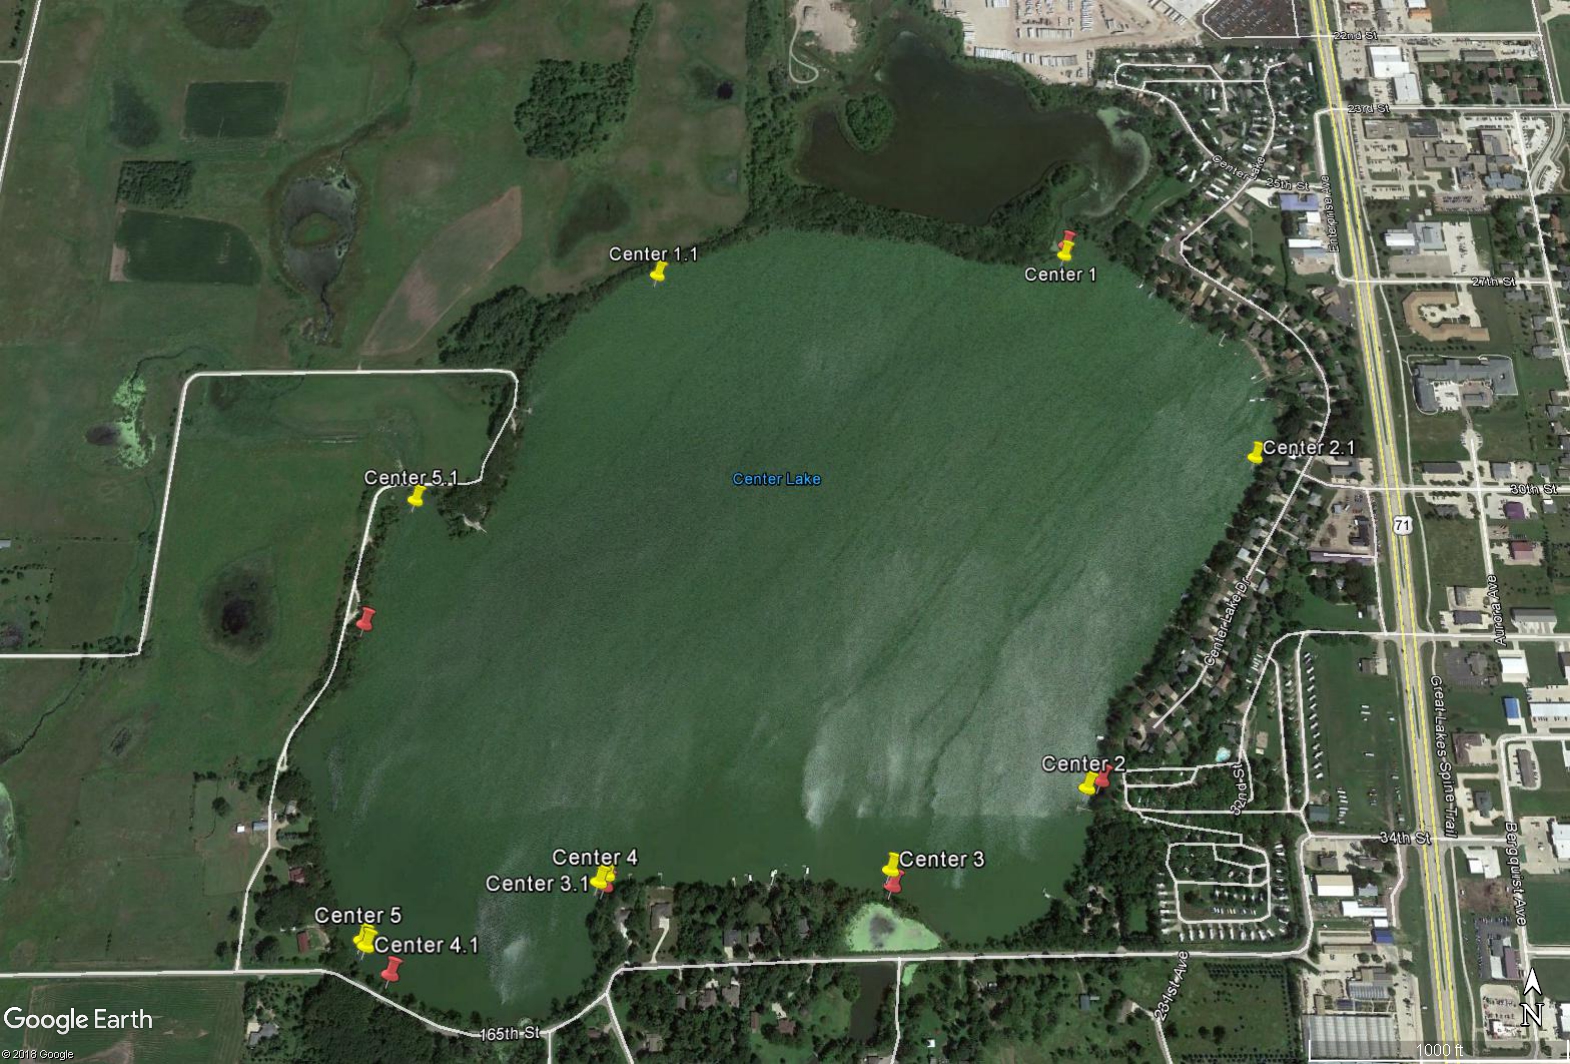 22nd St
23rd St
Center Lake
25th St
Enterprise Ave
Center 1.1
Center 1
27th St
Center 2.1
Center 5.1
Center Lake
30th St
71
Center Lake Dr
Aurora Ave
Great Lakes Spine Trail
Center 2
32nd St
34th St
Bergquist Ave
Center 4
Center 3
Center 3.1
Center 5
Center 4.1
231st Ave
165th St
N
Google Earth
1000 ft
© 2018 Google